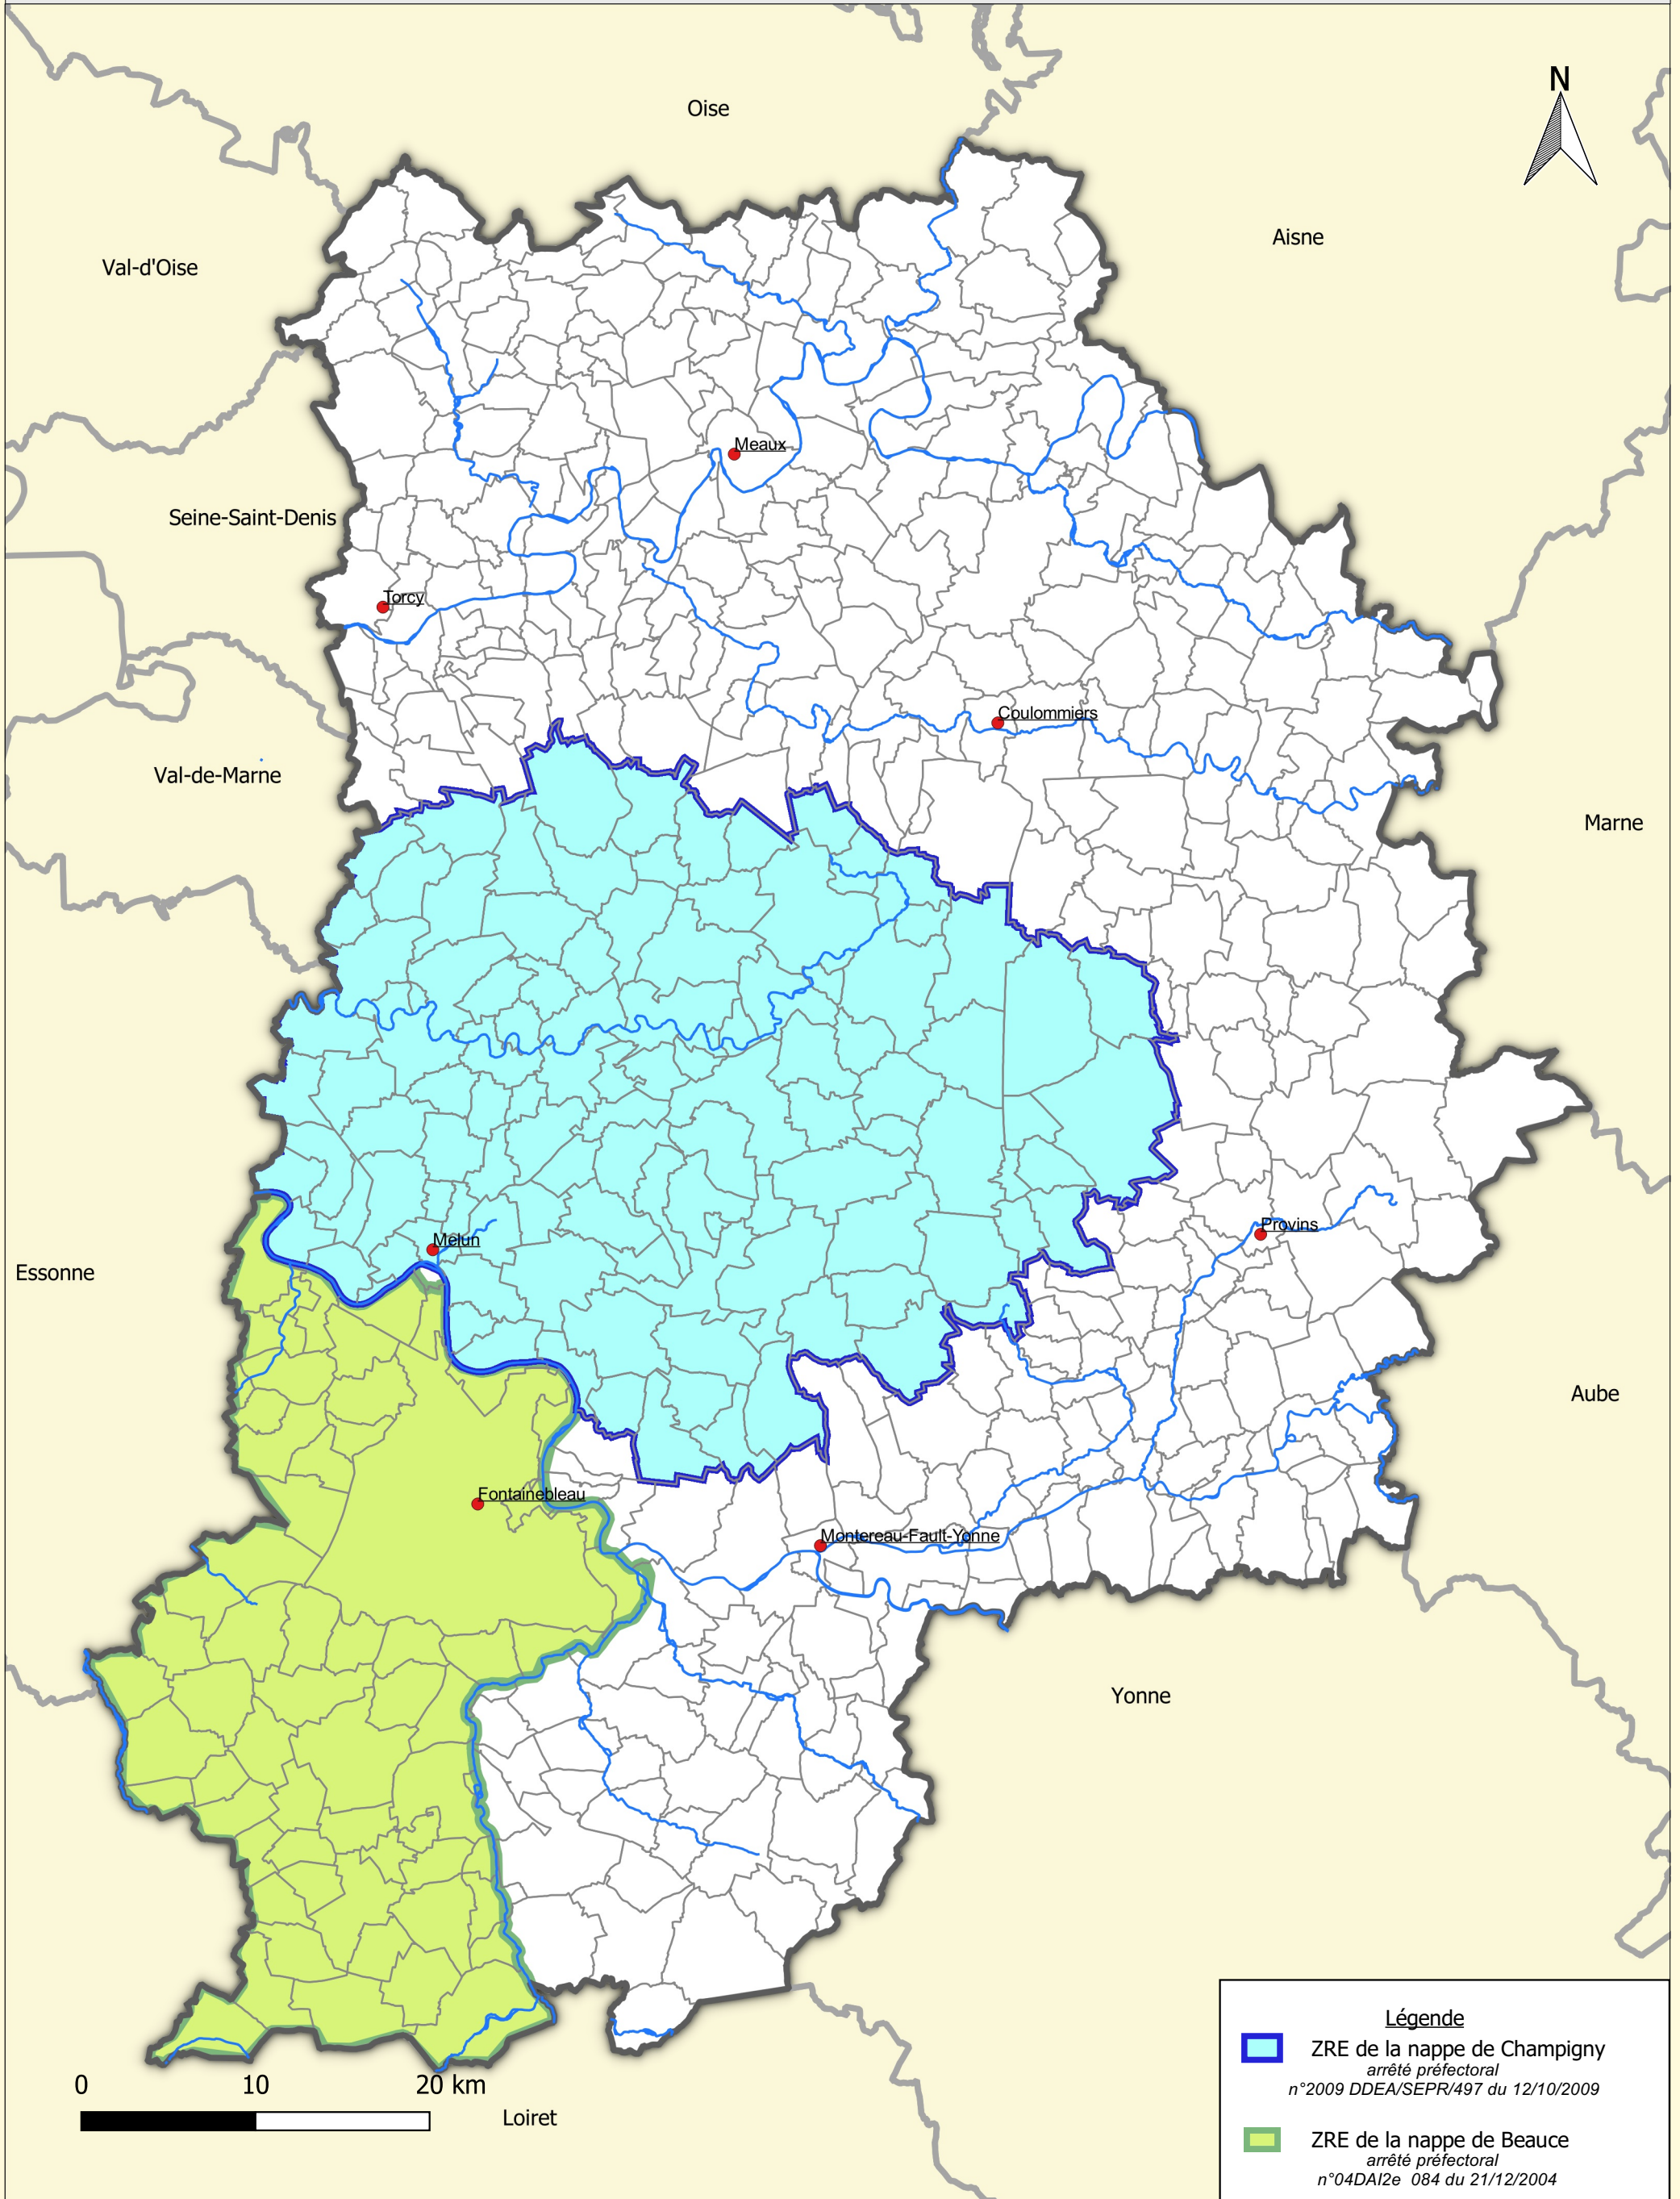 N
Oise
Aisne
Val-d'Oise
Meaux
Seine-Saint-Denis
Torcy
Coulommiers
Val-de-Marne
Marne
Provins
Melun
Essonne
Aube
Fontainebleau
Montereau-Fault-Yonne
Yonne
Légende
ZRE de la nappe de Champigny
arrêté préfectoral
n°2009 DDEA/SEPR/497 du 12/10/2009
0 10 20 km
Loiret
ZRE de la nappe de Beauce
arrêté préfectoral
n°04DAI2e 084 du 21/12/2004